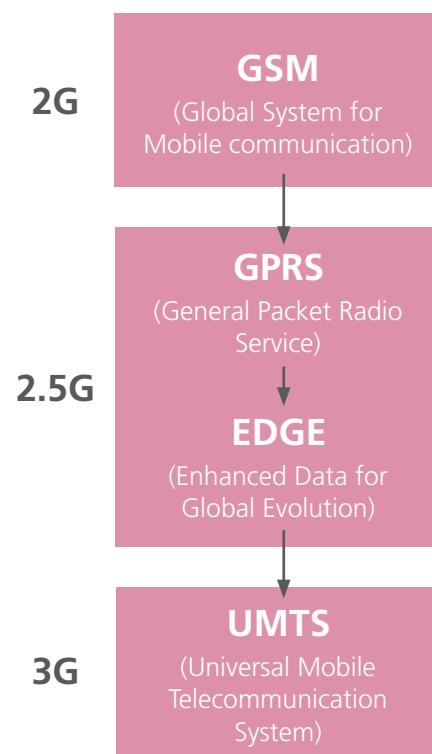 2G
GSM
(Global System for
Mobile communication)
2.5G
GPRS
(General Packet Radio
Service)
EDGE
(Enhanced Data for
Global Evolution)
3G
UMTS
(Universal Mobile
Telecommunication
System)